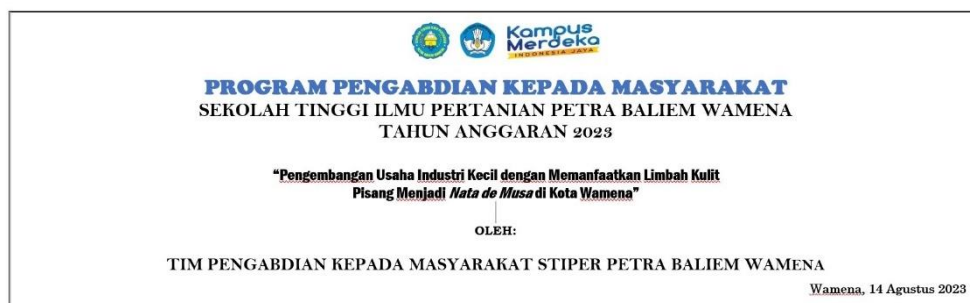 Kampus
Merdeka
INDONESIA JAYA
PROGRAM PENGABDIAN KEPADA MASYARAKAT
SEKOLAH TINGGI ILMU PERTANIAN PETRA BALIEM WAMENA
TAHUN ANGGARAN 2023
“Pengembangan Usaha Industri Kecil dengan Memanfaatkan Limbah Kulit
Pisang Menjadi Nata de Musa di Kota Wamena”
OLEH:
TIM PENGABDIAN KEPADA MASYARAKAT STIPER PETRA BALIEM WAMENA
Wamena, 14 Agustus 2023